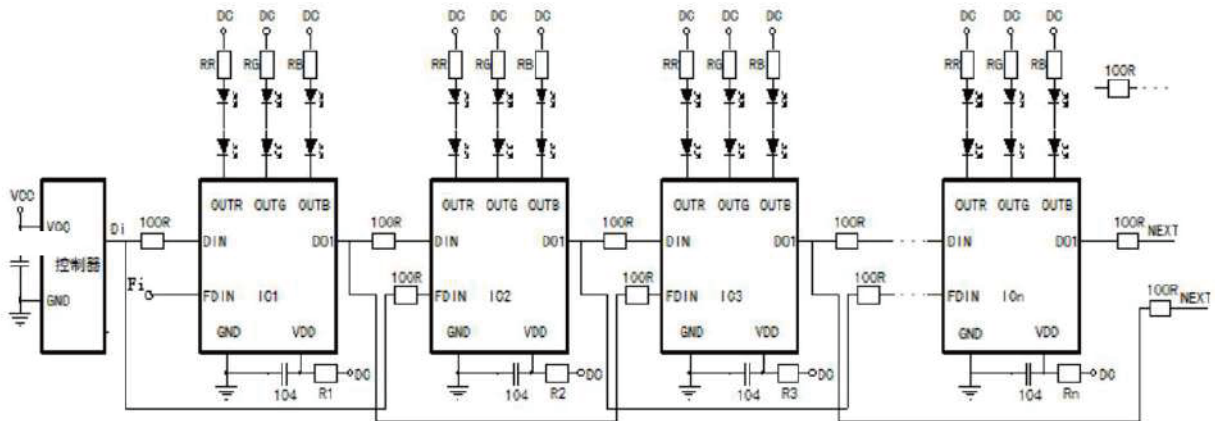 DC DC DC DC DC DC DC DC DC DC DC DC
RR RG RB RR RG RB RR RG RB RR RG RB
100R
OUTR OUTG OUTB OUTR OUTG OUTB OUTR OUTG OUTB OUTR OUTG OUTB
VCC
VCC Di 100R DIN DO1 100R DIN DO1 100R DIN DO1 100R DIN DO1 100R NEXT
控制器
Fi FDIN IC1 100R FDIN IC2 100R FDIN IC3 100R FDIN ICn 100R NEXT
GND
GND VDD GND VDD GND VDD GND VDD
104 R1 DC 104 R2 DC 104 R3 DC 104 Rn DC